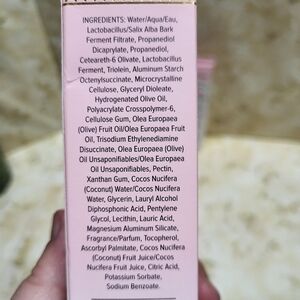 INGREDIENTS: Water/Aqua/Eau,
Lactobacillus/Salix Alba Bark
Ferment Filtrate, Propanediol
Dicaprylate, Propanediol,
Ceteareth-6 Olivate, Lactobacillus
Ferment, Triolein, Aluminum Starch
Octenylsuccinate, Microcrystalline
Cellulose, Glyceryl Dioleate,
Hydrogenated Olive Oil,
Polyacrylate Crosspolymer-6,
Cellulose Gum, Olea Europaea
(Olive) Fruit Oil/Olea Europaea Fruit
Oil, Trisodium Ethylenediamine
Disuccinate, Olea Europaea (Olive)
Oil Unsaponifiables/Olea Europaea
Oil Unsaponifiables, Pectin,
Xanthan Gum, Cocos Nucifera
(Coconut) Water/Cocos Nucifera
Water, Glycerin, Lauryl Alcohol
Diphosphonic Acid, Pentylene
Glycol, Lecithin, Lauric Acid,
Magnesium Aluminum Silicate,
Fragrance/Parfum, Tocopherol,
Ascorbyl Palmitate, Cocos Nucifera
(Coconut) Fruit Juice/Cocos
Nucifera Fruit Juice, Citric Acid,
Potassium Sorbate,
Sodium Benzoate.